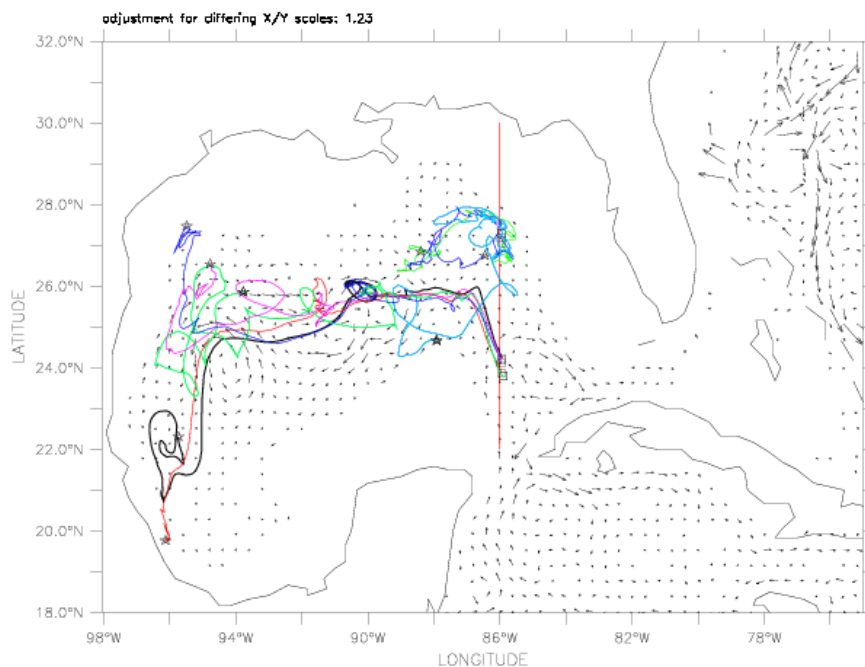 adjustment for differing X/Y scales: 1.23
32.0°N
30.0°N
28.0°N
26.0°N
24.0°N
22.0°N
20.0°N
18.0°N
LATITUDE
98°W 94°W 90°W 86°W 82°W 78°W
LONGITUDE